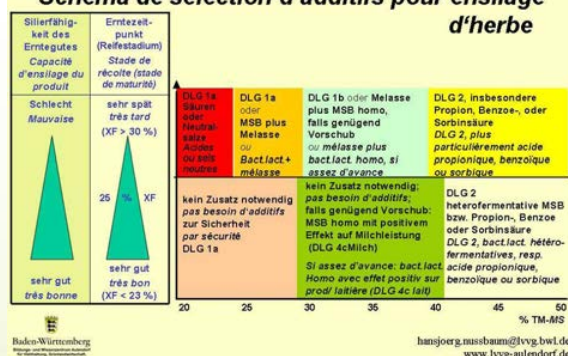 Schema de sélection d'additifs pour ensilage
d'herbe
Silierfähig-
keit des
Erntegutes
Capacité
d'ensilage du
produit
Erntezeit-
punkt
(Reifestadium)
Stade de
récolte (stade
de maturité)
Schlecht
Mauvaise
sehr spät
très tard
(XF > 30 %)
25 % XF
sehr gut
très bonne
sehr gut
très bon
(XF < 23 %)
DLG 1a
Säuren
oder
Neutral-
salze
Acides
ou sels
neutres
DLG 1a
oder
MSB plus
Melasse
ou
Bact.lact.+
mélasse
DLG 1b oder Melasse
plus MSB homo,
falls genügend
Vorschub
ou mélasse plus
bact.lact. homo, si
assez d'avance
DLG 2, insbesondere
Propion, Benzoe-, oder
Sorbinsäure
DLG 2, plus
particulièrement acide
propionique, benzoïque
ou sorbique
kein Zusatz notwendig;
pas besoin d'additifs
zur Sicherheit
par sécurité
DLG 1a
kein Zusatz notwendig;
pas besoin d'additifs;
falls genügend Vorschub:
MSB homo mit positivem
Effekt auf Milchleistung
(DLG 4cMilch)
Si assez d'avance: bact.lact.
Homo avec effet positiv sur
prod/ laitière (DLG 4c lait)
DLG 2
heterofermentative MSB
bzw. Propion-, Benzoe
oder Sorbinsäure
DLG 2, bact.lact. hétéro-
fermentatives, resp.
acide propionique,
benzoïque ou sorbique
20 25 30 35 40 45 50
% TM-MS
Baden-Württemberg
hansjoerg.nussbaum@lvvg.bwl.de
www.lvvg-aulendorf.de